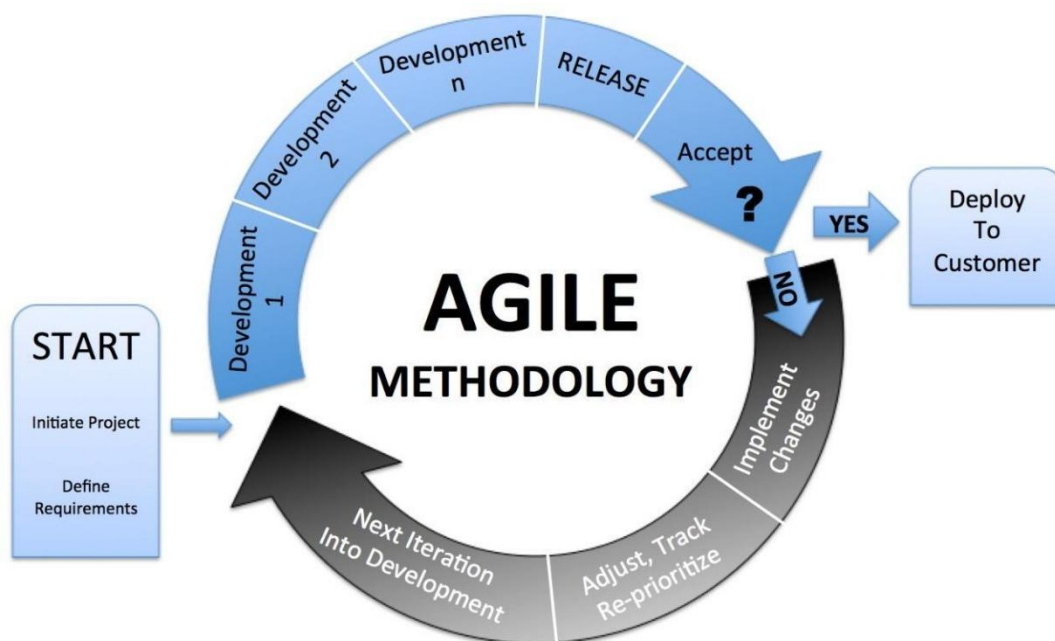 START
Initiate Project
Define
Requirements
Development
1
Development
2
Development
n
RELEASE
Accept
?
YES
Deploy
To
Customer
NO
Implement
Changes
Adjust, Track
Re-prioritize
Next Iteration
Into Development
AGILE
METHODOLOGY